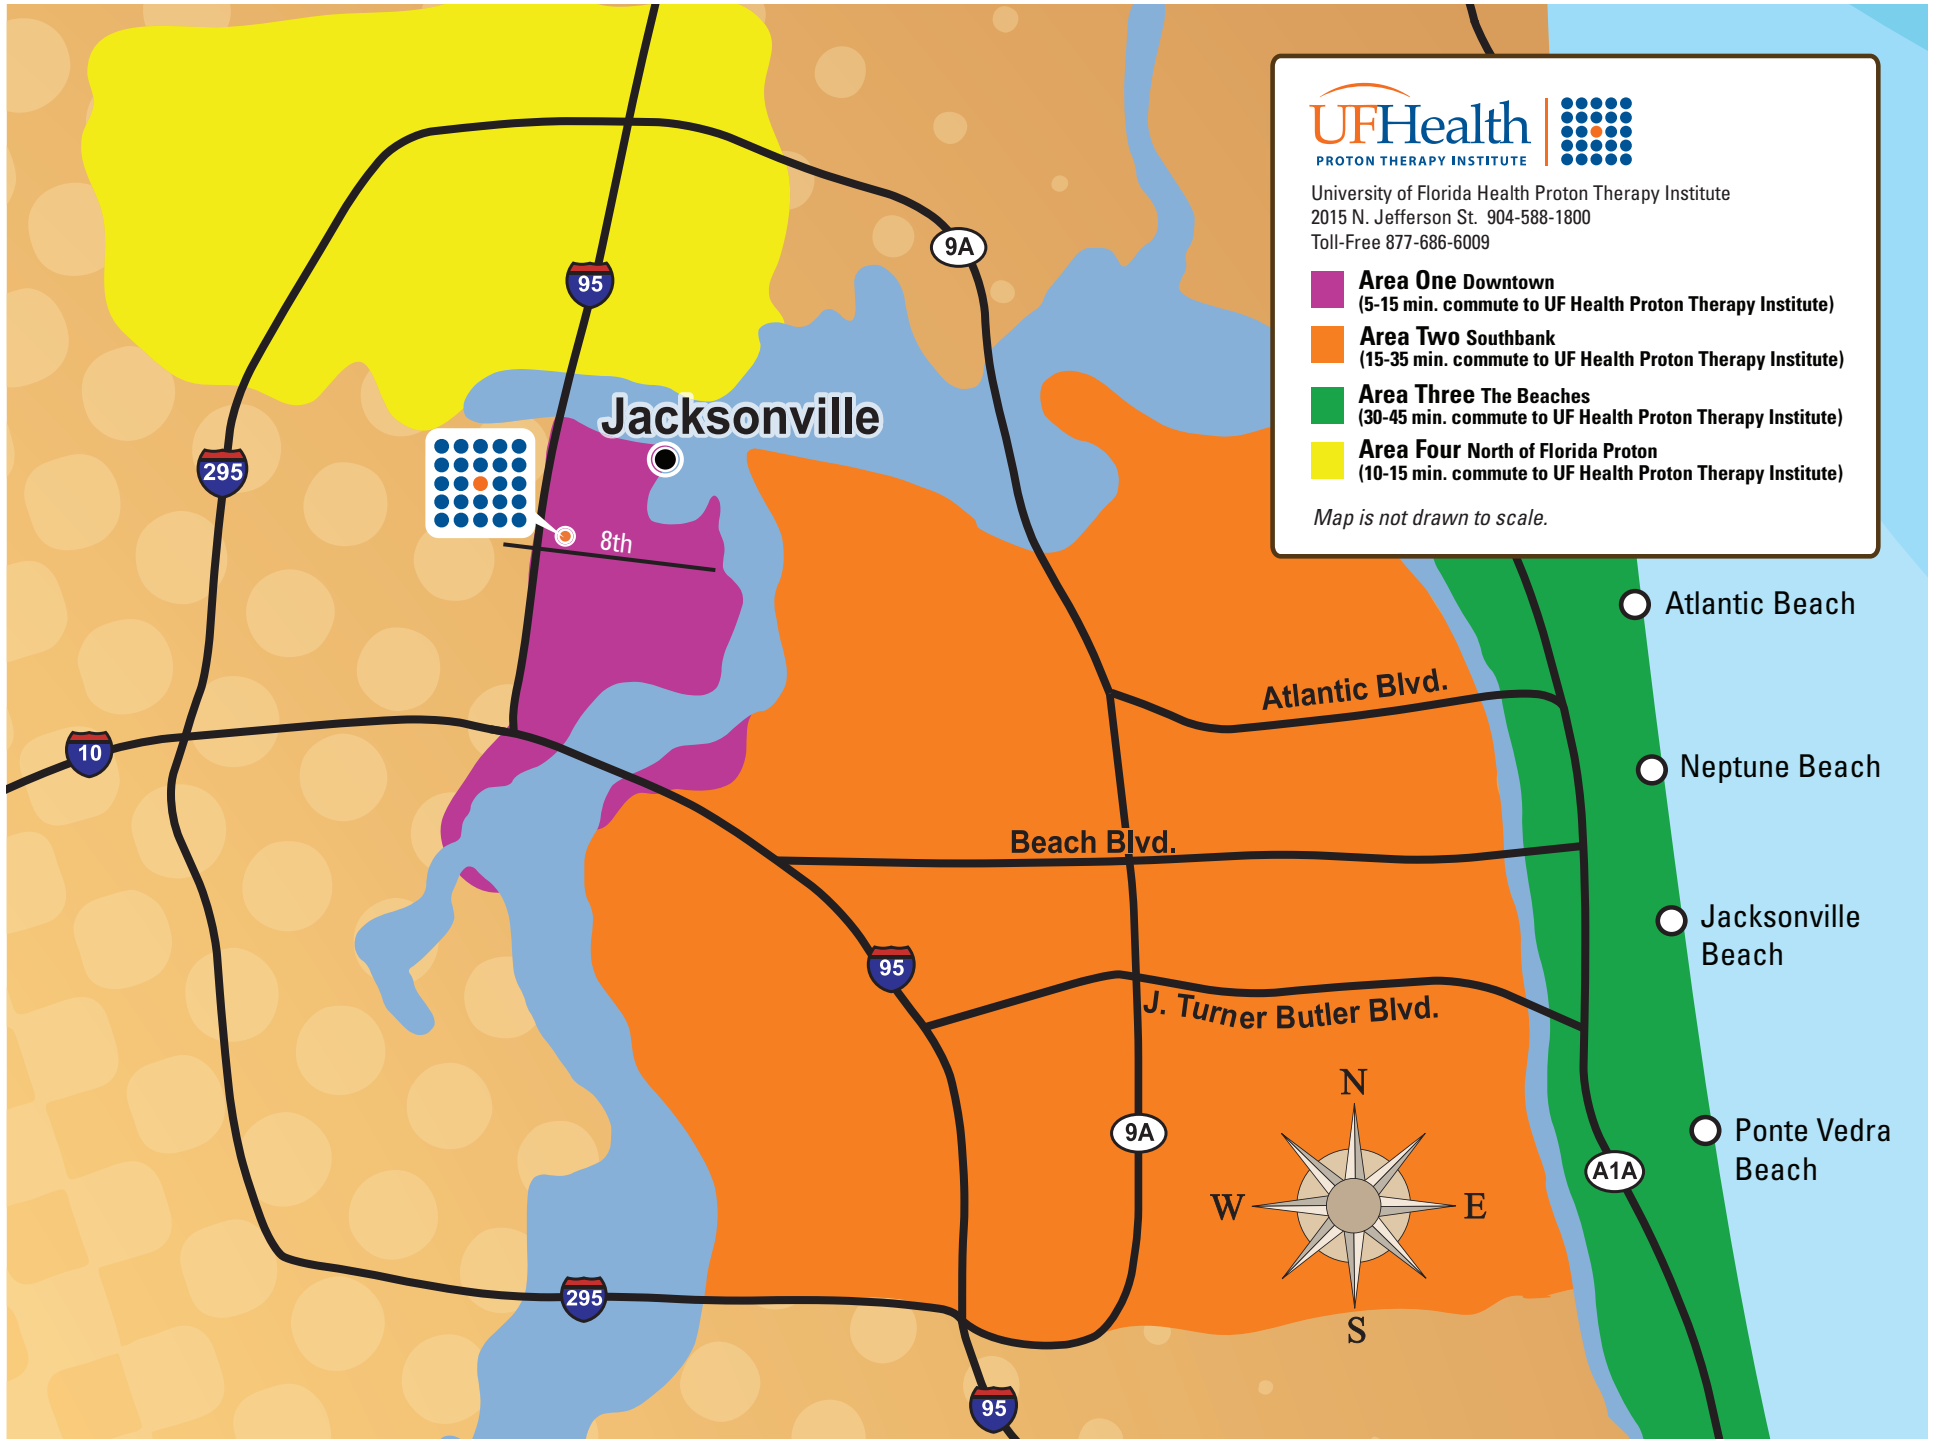 UFHealth
PROTON THERAPY INSTITUTE
University of Florida Health Proton Therapy Institute
2015 N. Jefferson St. 904-588-1800
Toll-Free 877-686-6009
Area One Downtown
(5-15 min. commute to UF Health Proton Therapy Institute)
Area Two Southbank
(15-35 min. commute to UF Health Proton Therapy Institute)
Area Three The Beaches
(30-45 min. commute to UF Health Proton Therapy Institute)
Area Four North of Florida Proton
(10-15 min. commute to UF Health Proton Therapy Institute)
Map is not drawn to scale.
9A
95
Jacksonville
295
8th
Atlantic Beach
Atlantic Blvd.
10
Neptune Beach
Beach Blvd.
Jacksonville
Beach
95
J. Turner Butler Blvd.
N
9A
Ponte Vedra
Beach
A1A
W
E
295
S
95